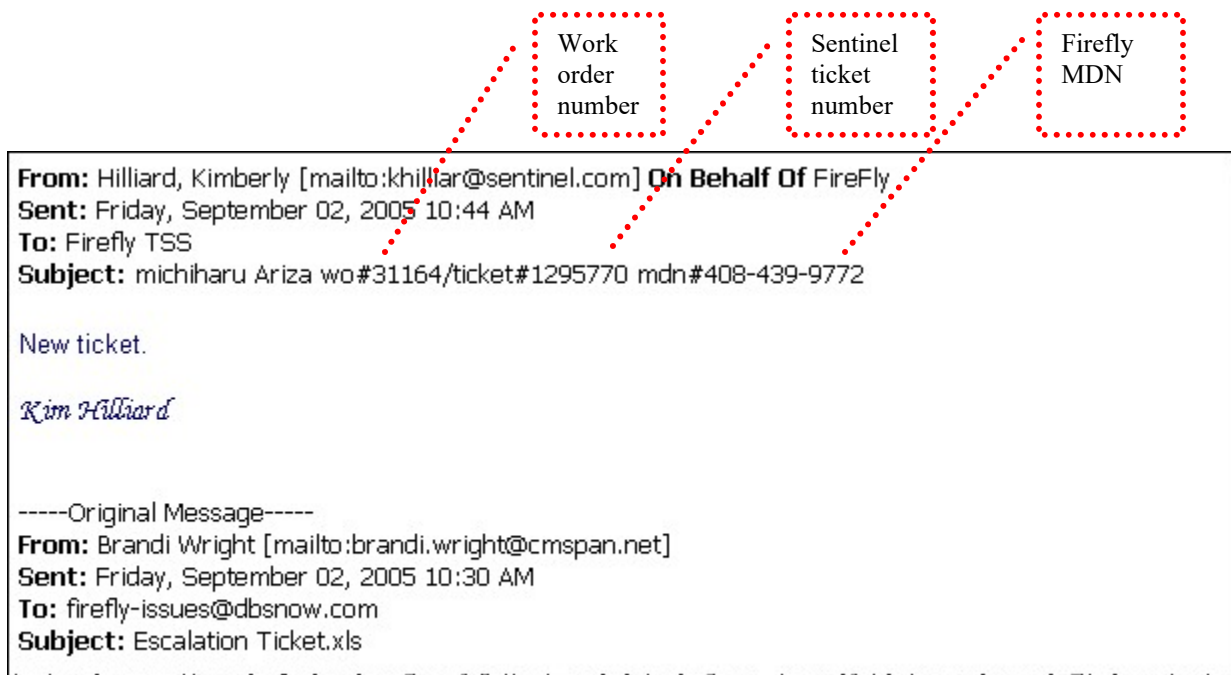 Work
order
number
Sentinel
ticket
number
Firefly
MDN
From: Hilliard, Kimberly [mailto:khilliar@sentinel.com] On Behalf Of FireFly
Sent: Friday, September 02, 2005 10:44 AM
To: Firefly TSS
Subject: michiharu Ariza wo#31164/ticket#1295770 mdn#408-439-9772
New ticket.
Kim Hilliard
-----Original Message-----
From: Brandi Wright [mailto:brandi.wright@cmspan.net]
Sent: Friday, September 02, 2005 10:30 AM
To: firefly-issues@dbsnow.com
Subject: Escalation Ticket.xls